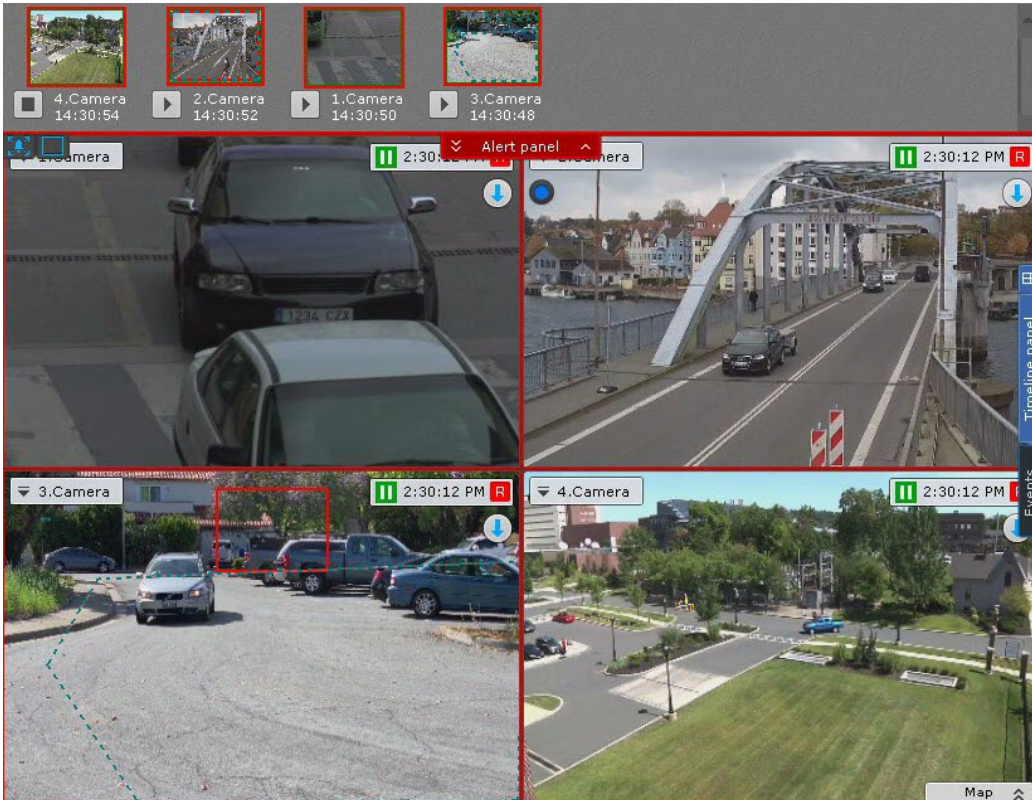 4.Camera
14:30:54
2.Camera
14:30:52
1.Camera
14:30:50
3.Camera
14:30:48
Alert panel
Camera
2:30:
1234 CZX
2:30:12 PM R
3.Camera
2:30:12 PM R
4.Camera
2:30:12 PM
Timeline panel
Events
Map